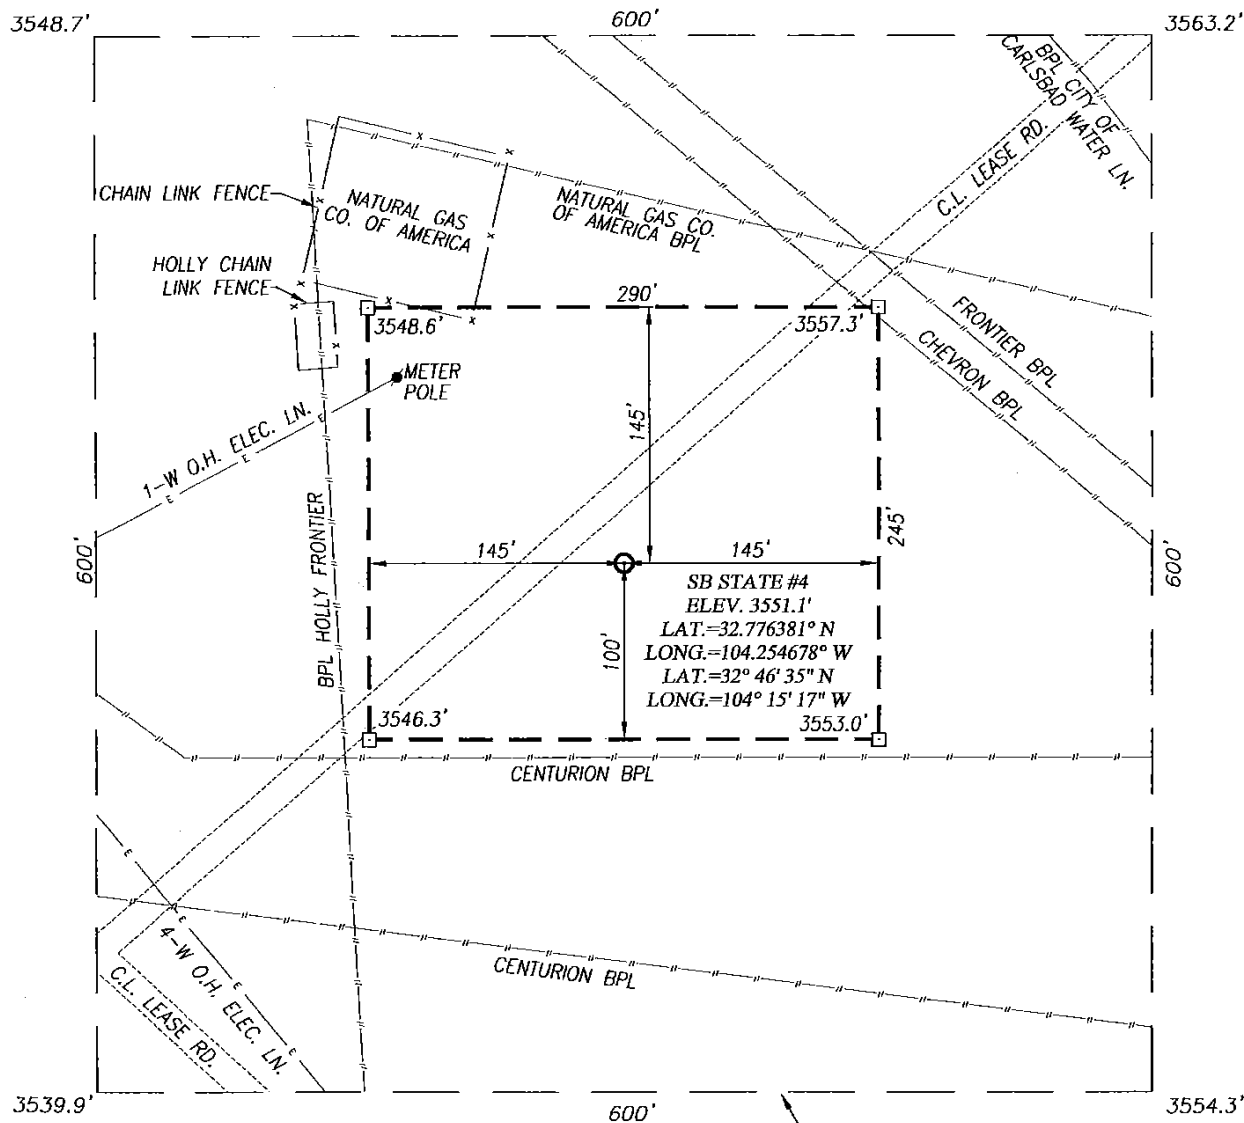 3548.7'
600'
3563.2'
BPL CITY OF
CARLSBAD WATER LN.
C.L. LEASE RD.
CHAIN LINK FENCE
NATURAL GAS
CO. OF AMERICA
NATURAL GAS CO.
OF AMERICA BPL
HOLLY CHAIN
LINK FENCE
290'
3548.6'
3557.3'
FRONTIER BPL
CHEVRON BPL
METER
POLE
145'
1-W O.H. ELEC. LN.
BPL HOLLY FRONTIER
245'
600'
145'
145'
600'
SB STATE #4
ELEV. 3551.1'
LAT.=32.776381° N
LONG.=104.254678° W
LAT.=32° 46' 35" N
LONG.=104° 15' 17" W
100'
3546.3'
3553.0'
CENTURION BPL
4-W O.H. ELEC. LN.
CENTURION BPL
C.L. LEASE RD.
3539.9'
600'
3554.3'